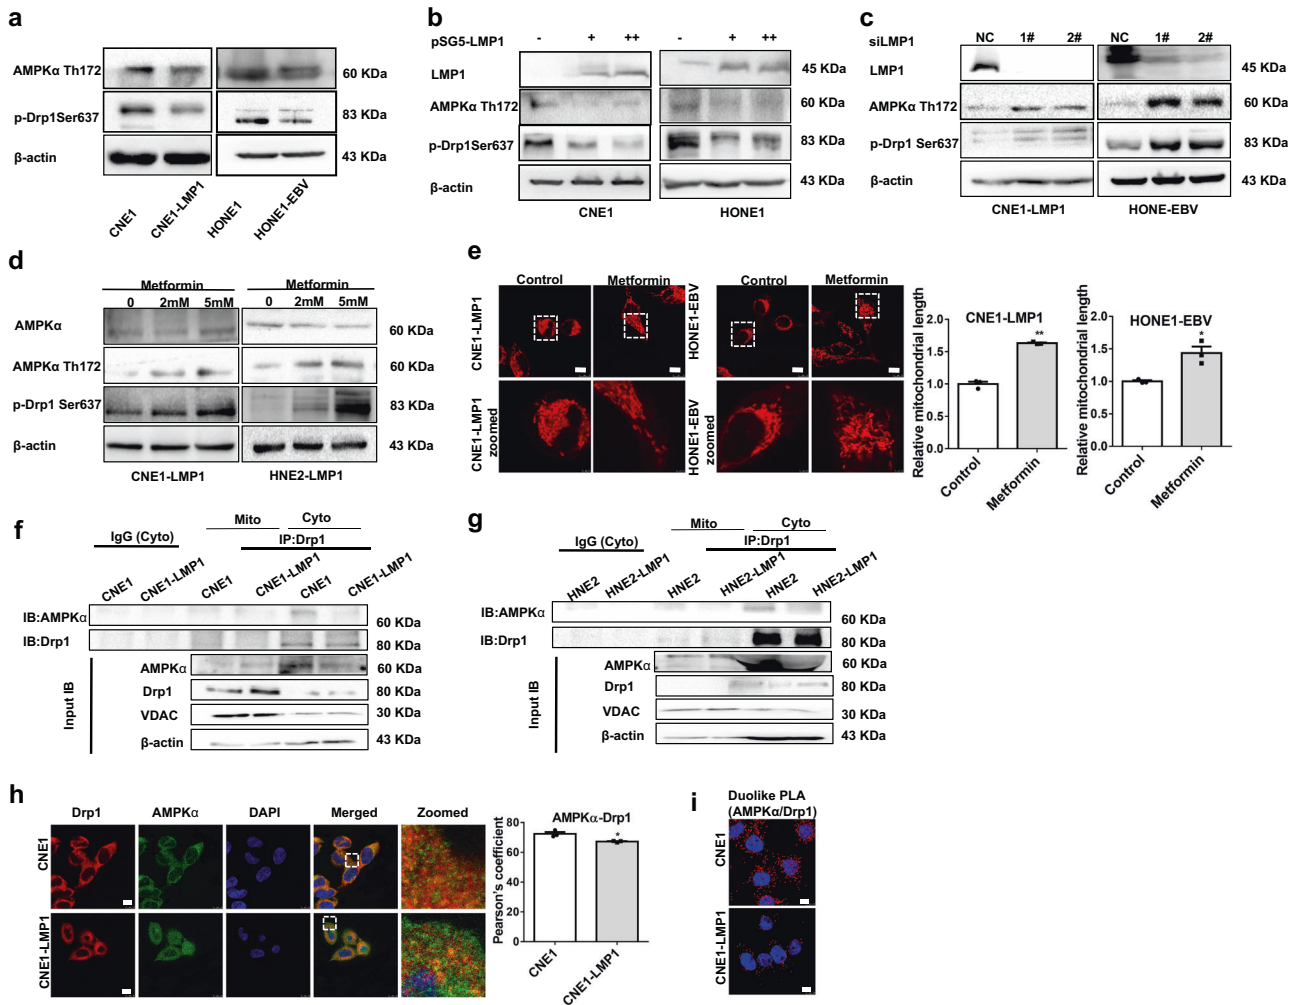 a
AMPKα Th172
60 KDa
p-Drp1Ser637
83 KDa
β-actin
43 KDa
CNE1
CNE1-LMP1
HONE1
HONE1-EBV
b
pSG5-LMP1
- + ++ - + ++
LMP1
45 KDa
AMPKα Th172
60 KDa
p-Drp1Ser637
83 KDa
β-actin
43 KDa
CNE1 HONE1
c
siLMP1
NC 1# 2# NC 1# 2#
LMP1
45 KDa
AMPKα Th172
60 KDa
p-Drp1 Ser637
83 KDa
β-actin
43 KDa
CNE1-LMP1 HONE-EBV
d
Metformin Metformin
0 2mM 5mM 0 2mM 5mM
AMPKα
60 KDa
AMPKα Th172
60 KDa
p-Drp1 Ser637
83 KDa
β-actin
43 KDa
CNE1-LMP1 HNE2-LMP1
e
Control Metformin Control Metformin
CNE1-LMP1
HONE1-EBV
CNE1-LMP1
zoomed
HONE1-EBV
zoomed
CNE1-LMP1
Relative mitochondrial length
2.0
1.5
1.0
0.5
0.0
**
Control
Metformin
HONE1-EBV
Relative mitochondrial length
2.0
1.5
1.0
0.5
0.0
*
Control
Metformin
f
Mito Cyto
IgG (Cyto) IP:Drp1
CNE1 CNE1-LMP1 CNE1 CNE1-LMP1 CNE1 CNE1-LMP1
IB:AMPKα
60 KDa
IB:Drp1
80 KDa
Input IB
AMPKα
60 KDa
Drp1
80 KDa
VDAC
30 KDa
β-actin
43 KDa
g
Mito Cyto
IgG (Cyto) IP:Drp1
HNE2 HNE2-LMP1 HNE2 HNE2-LMP1 HNE2 HNE2-LMP1
IB:AMPKα
60 KDa
IB:Drp1
80 KDa
Input IB
AMPKα
60 KDa
Drp1
80 KDa
VDAC
30 KDa
β-actin
43 KDa
h
Drp1 AMPKα DAPI Merged Zoomed
CNE1
CNE1-LMP1
AMPKα-Drp1
Pearson's coefficient
80
60
40
20
0
*
CNE1
CNE1-LMP1
i
Duolike PLA
(AMPKα/Drp1)
CNE1
CNE1-LMP1